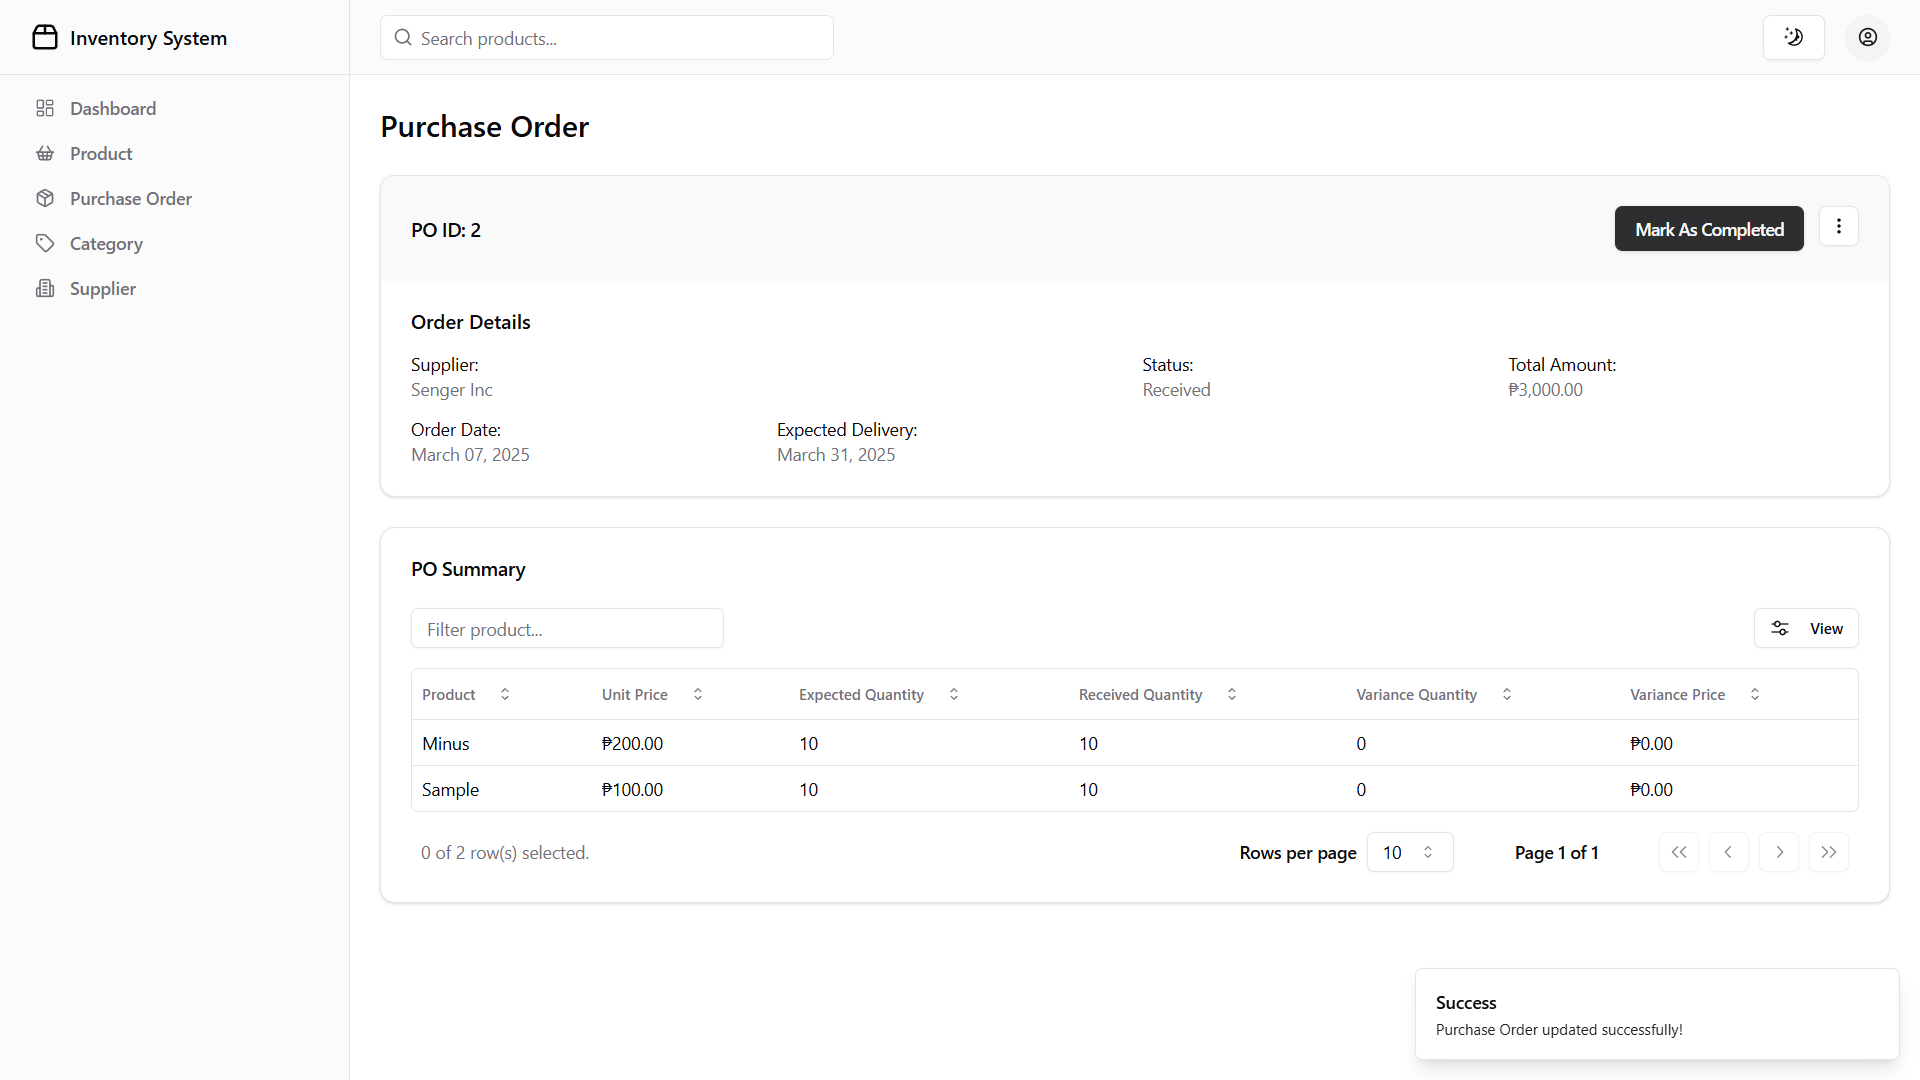 Inventory System
Search products...
Dashboard
Product
Purchase Order
Category
Supplier
Purchase Order
PO ID: 2
Mark As Completed
Order Details
Supplier:
Senger Inc
Status:
Received
Total Amount:
₱3,000.00
Order Date:
March 07, 2025
Expected Delivery:
March 31, 2025
PO Summary
Filter product...
View
Product Unit Price Expected Quantity Received Quantity Variance Quantity Variance Price
Minus ₱200.00 10 10 0 ₱0.00
Sample ₱100.00 10 10 0 ₱0.00
0 of 2 row(s) selected.
Rows per page 10
Page 1 of 1
Success
Purchase Order updated successfully!